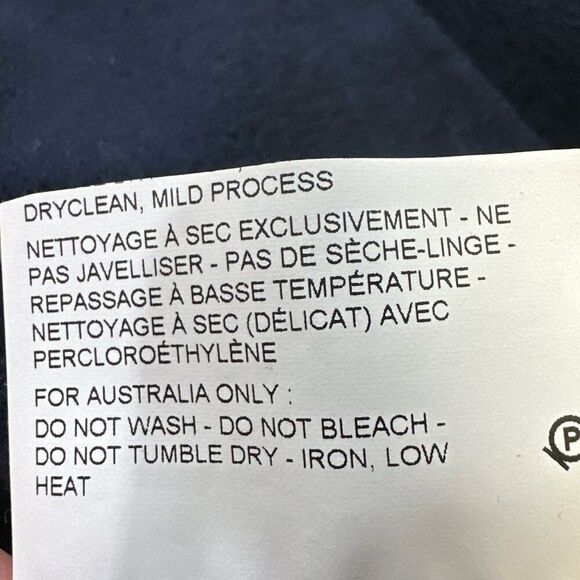 DRYCLEAN, MILD PROCESS
NETTOYAGE À SEC EXCLUSIVEMENT - NE
PAS JAVELLISER - PAS DE SÈCHE-LINGE -
REPASSAGE À BASSE TEMPÉRATURE -
NETTOYAGE À SEC (DÉLICAT) AVEC
PERCLOROÉTHYLÈNE
FOR AUSTRALIA ONLY :
DO NOT WASH - DO NOT BLEACH -
DO NOT TUMBLE DRY - IRON, LOW
HEAT
P